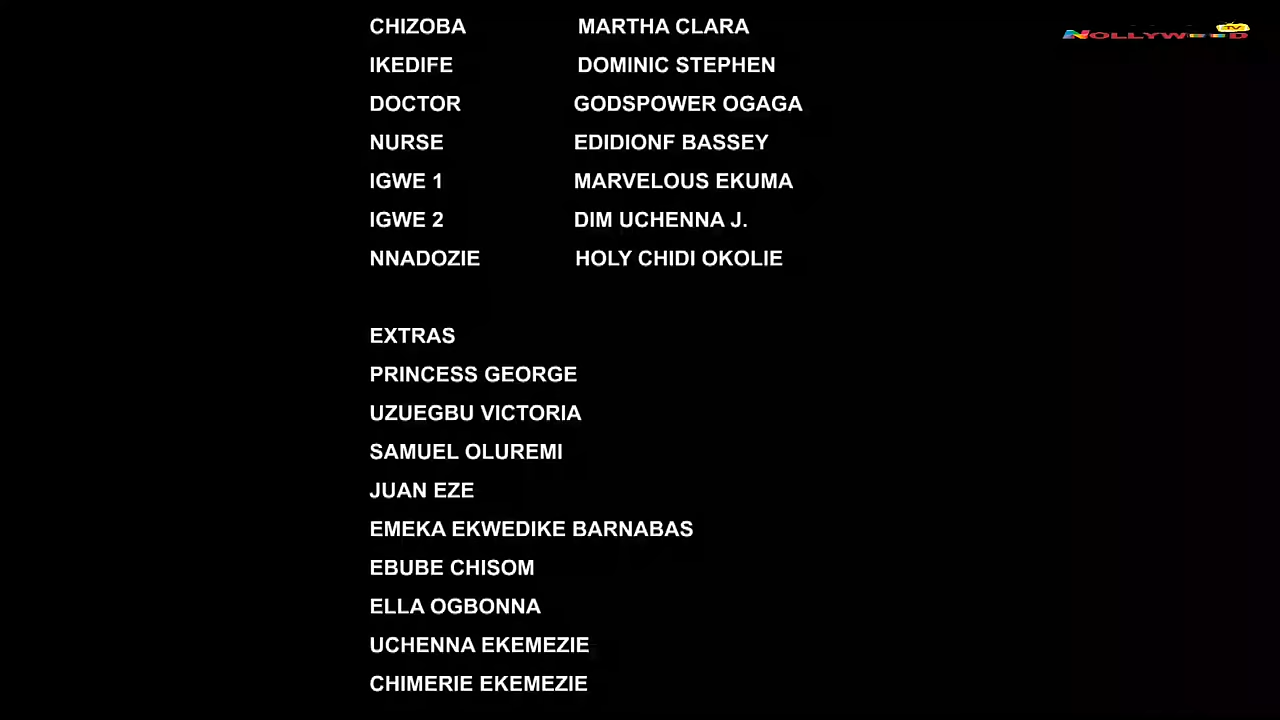 CHIZOBA MARTHA CLARA
NOLLYWOOD TV
IKEDIFE DOMINIC STEPHEN
DOCTOR GODSPOWER OGAGA
NURSE EDIDIONF BASSEY
IGWE 1 MARVELOUS EKUMA
IGWE 2 DIM UCHENNA J.
NNADOZIE HOLY CHIDI OKOLIE
EXTRAS
PRINCESS GEORGE
UZUEGBU VICTORIA
SAMUEL OLUREMI
JUAN EZE
EMEKA EKWEDIKE BARNABAS
EBUBE CHISOM
ELLA OGBONNA
UCHENNA EKEMEZIE
CHIMERIE EKEMEZIE